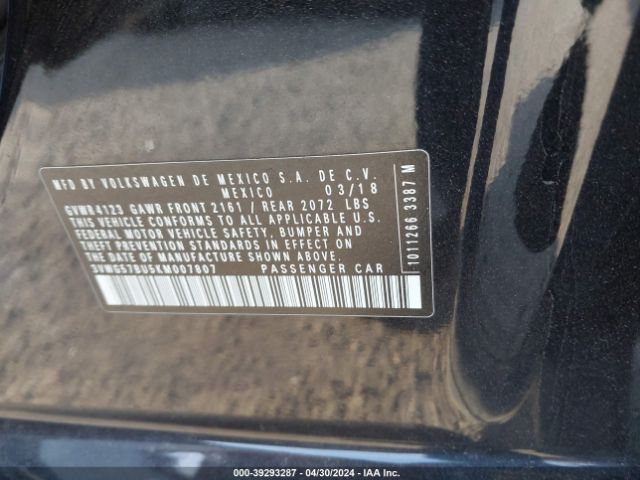 MFD BY VOLKSWAGEN DE MEXICO S.A. DE C.V.
MEXICO 03/18
GVWR4123 GAWR FRONT 2161 / REAR 2072 LBS
THIS VEHICLE CONFORMS TO ALL APPLICABLE U.S.
FEDERAL MOTOR VEHICLE SAFETY, BUMPER AND
THEFT PREVENTION STANDARDS IN EFFECT ON THE
DATE OF MANUFACTURE SHOWN ABOVE
3VWG57BU5KM007807 PASSENGER CAR
1011266 3387 M
000-39293287 - 04/30/2024 - IAA Inc.